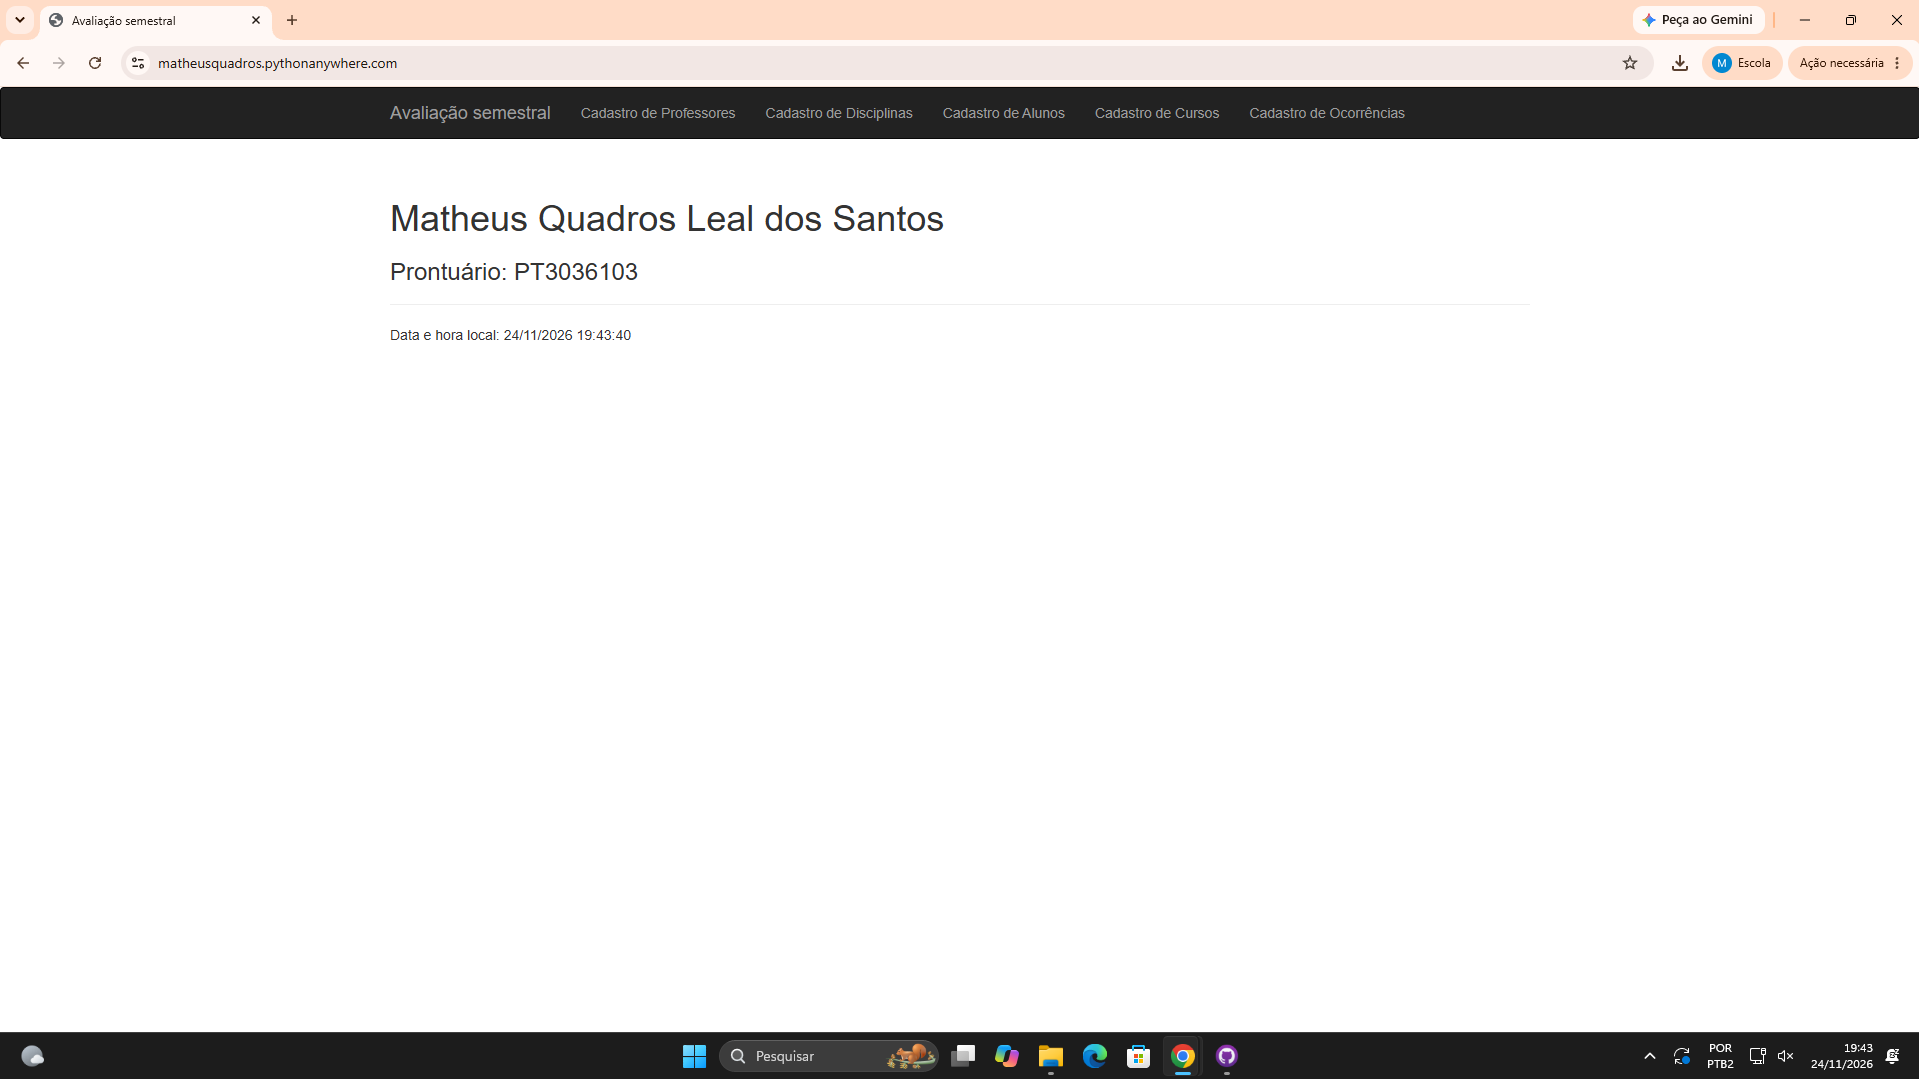 Avaliação semestral
Peça ao Gemini
matheusquadros.pythonanywhere.com
M Escola
Ação necessária
Avaliação semestral Cadastro de Professores Cadastro de Disciplinas Cadastro de Alunos Cadastro de Cursos Cadastro de Ocorrências
Matheus Quadros Leal dos Santos
Prontuário: PT3036103
Data e hora local: 24/11/2026 19:43:40
Pesquisar
POR
PTB2
19:43
24/11/2026